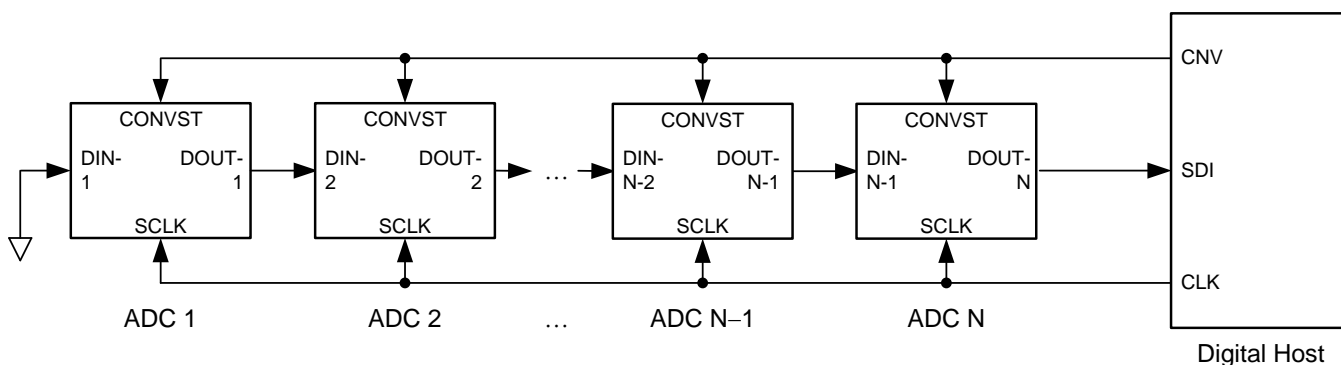 CNV
CONVST
CONVST
CONVST
CONVST
DIN-
1
DOUT-
1
DIN-
2
DOUT-
2
...
DIN-
N-2
DOUT-
N-1
DIN-
N-1
DOUT-
N
SDI
SCLK
SCLK
SCLK
SCLK
CLK
ADC 1
ADC 2
...
ADC N–1
ADC N
Digital Host